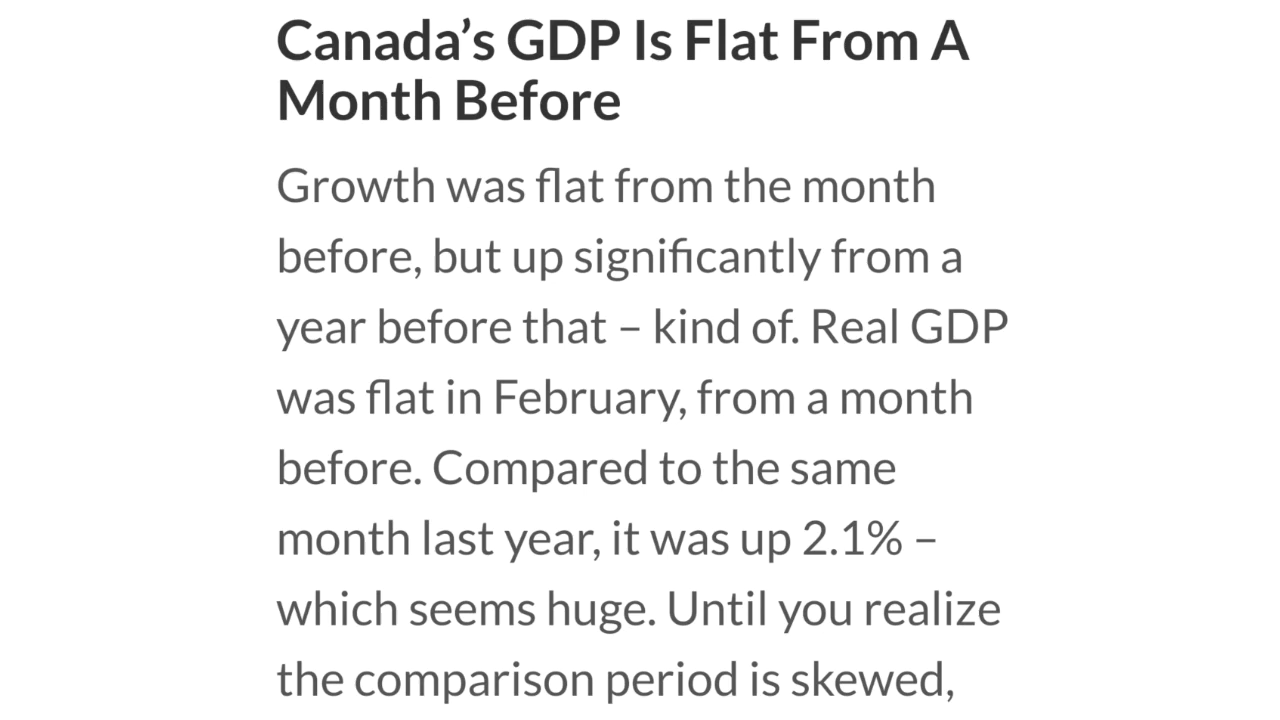 Canada’s GDP Is Flat From A
Month Before
Growth was flat from the month
before, but up significantly from a
year before that – kind of. Real GDP
was flat in February, from a month
before. Compared to the same
month last year, it was up 2.1% –
which seems huge. Until you realize
the comparison period is skewed,